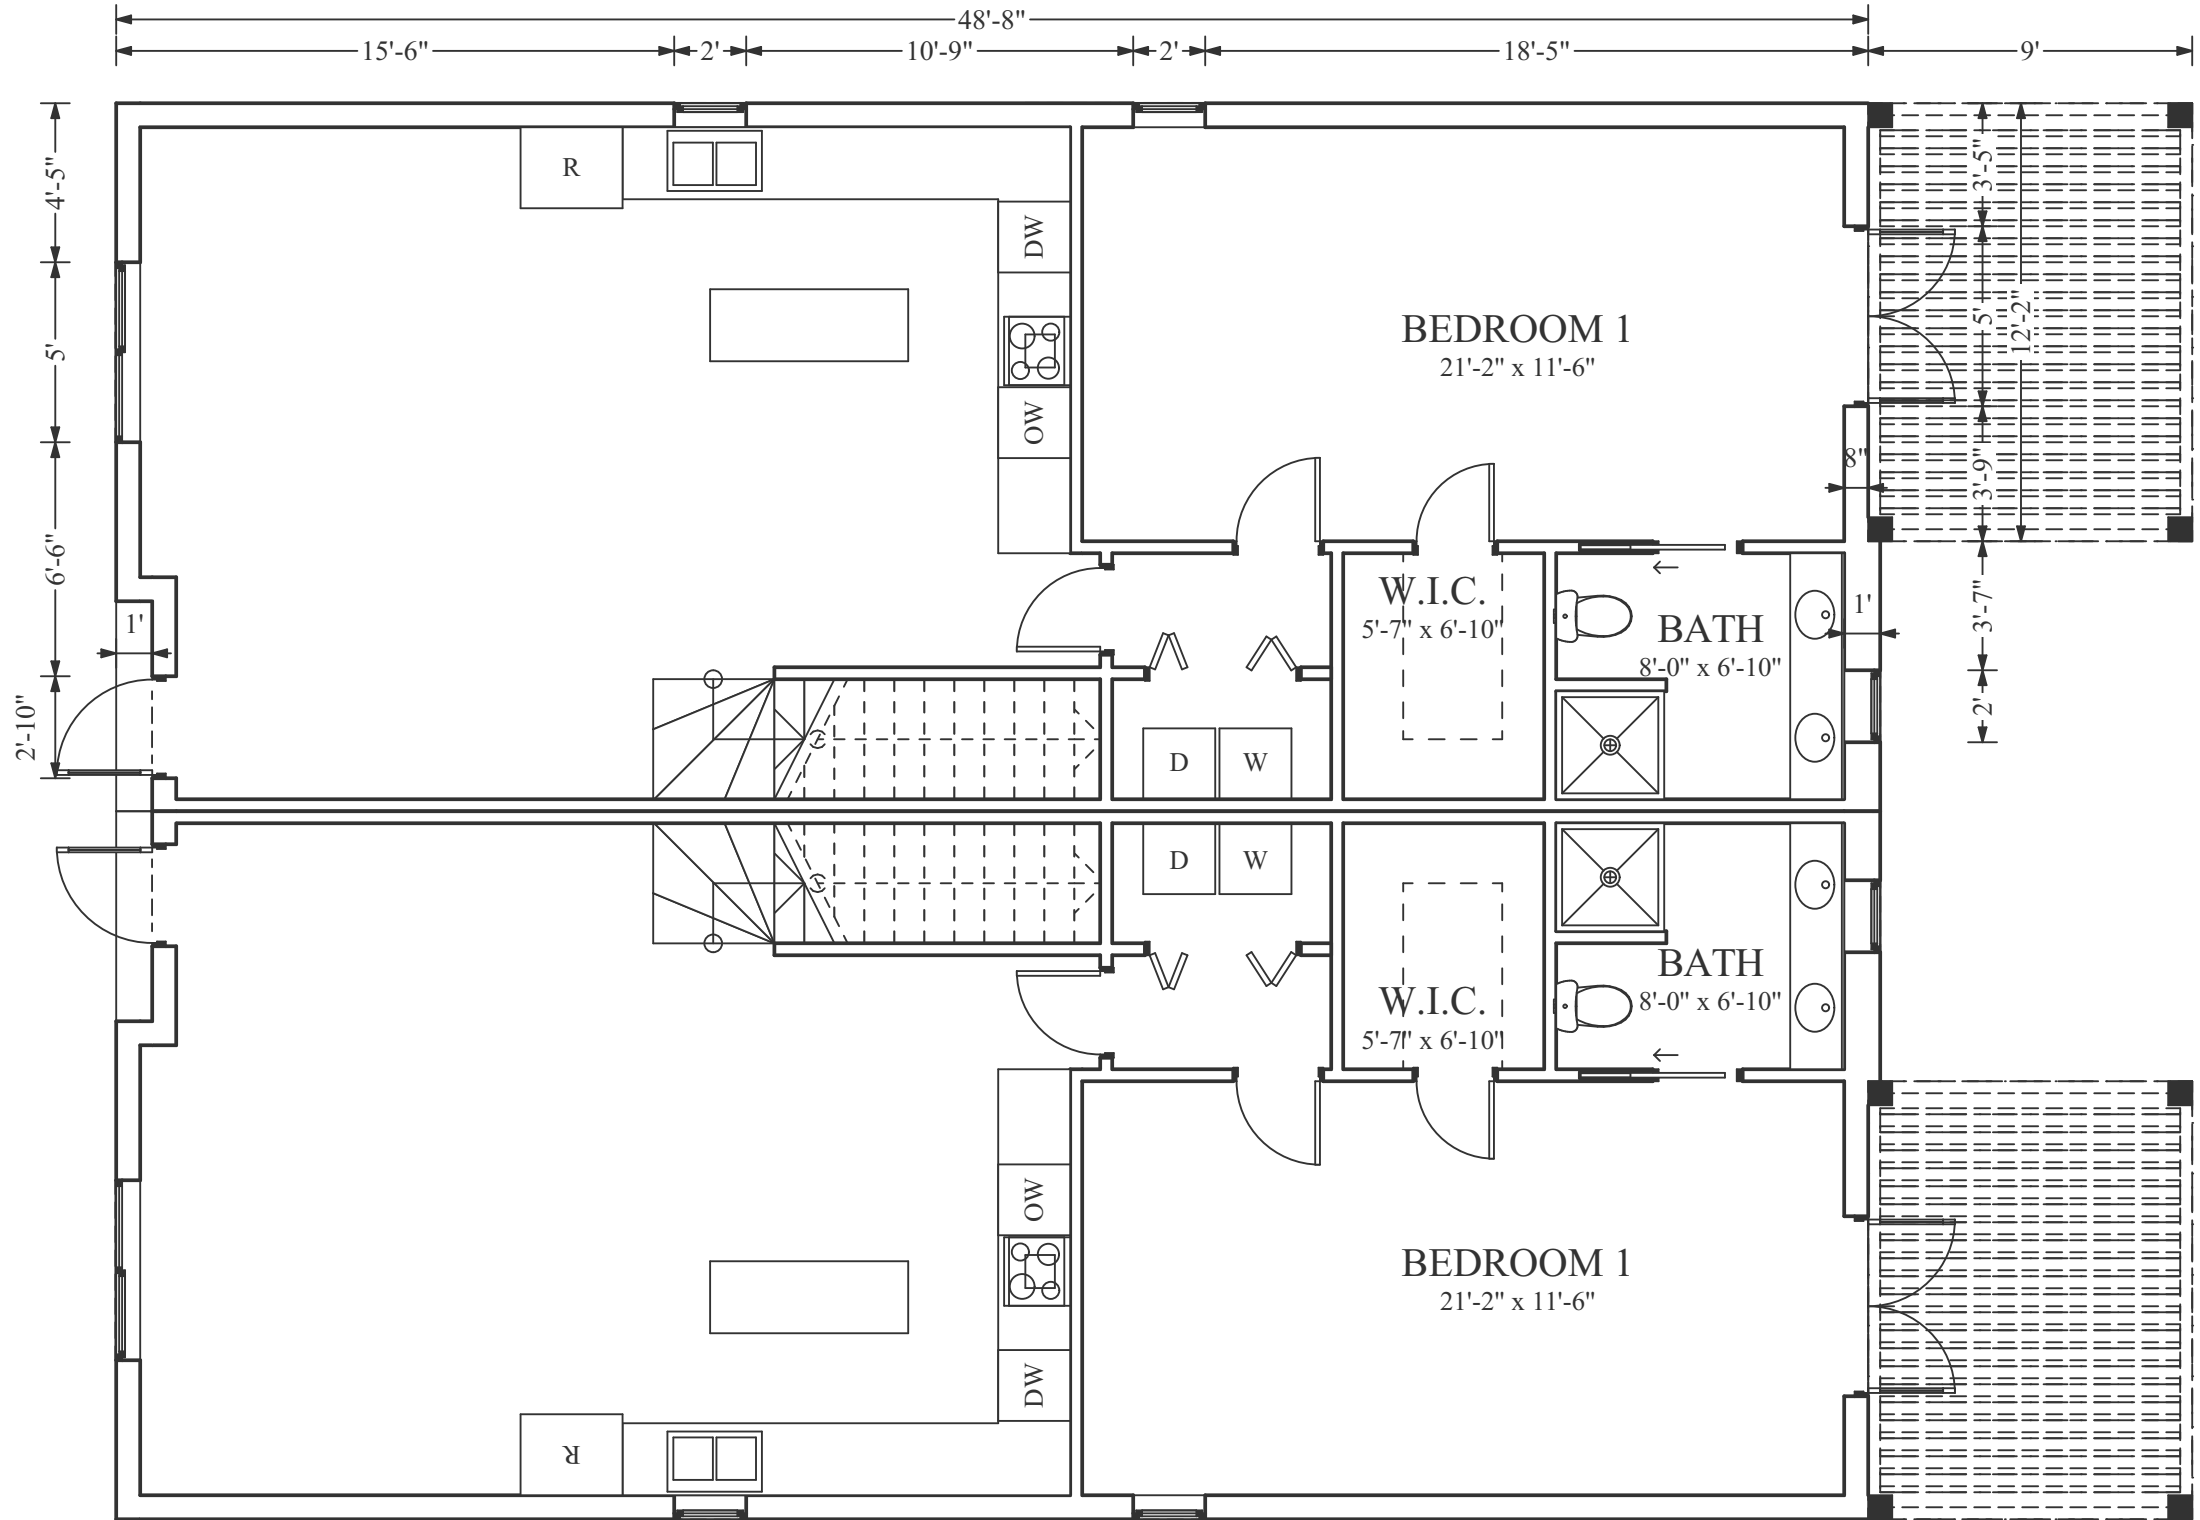 48'-8"
15'-6"
2'
10'-9"
2'
18'-5"
9'
4'-5"
5'
6'-6"
2'-10"
1'
R
DW
OW
BEDROOM 1
21'-2" x 11'-6"
3'-5"
5'
12'-2"
3'-9"
8"
3'-7"
2'
1'
W.I.C.
5'-7" x 6'-10"
BATH
8'-0" x 6'-10"
D
W
D
W
W.I.C.
5'-7" x 6'-10"
BATH
8'-0" x 6'-10"
OW
DW
BEDROOM 1
21'-2" x 11'-6"
R